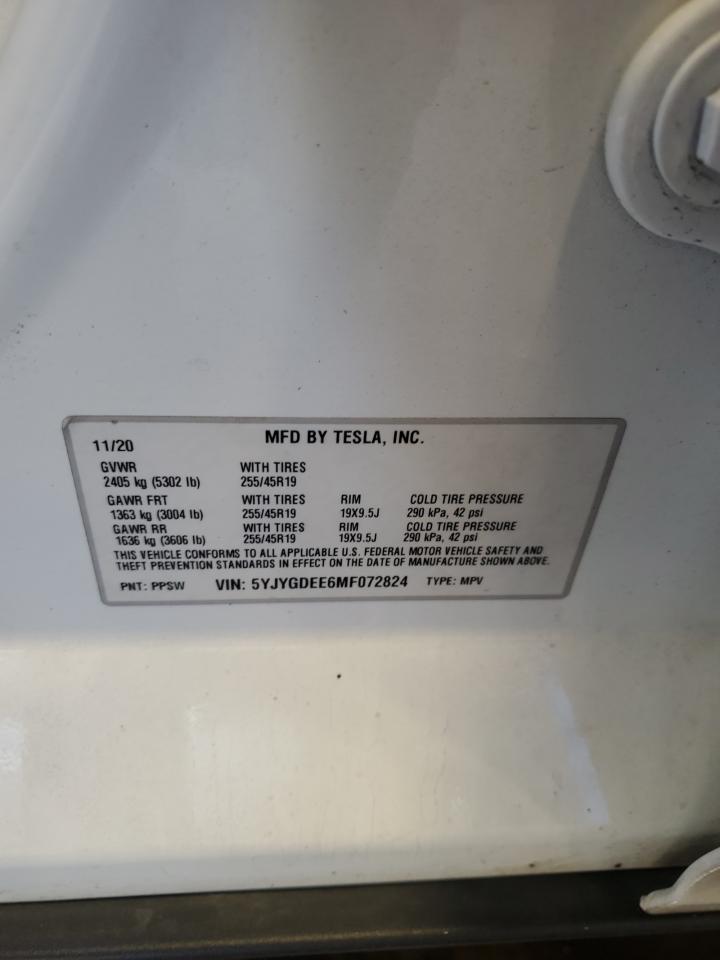 11/20 MFD BY TESLA, INC.
GVWR WITH TIRES
2405 kg (5302 lb) 255/45R19
GAWR FRT WITH TIRES RIM COLD TIRE PRESSURE
1363 kg (3004 lb) 255/45R19 19X9.5J 290 kPa, 42 psi
GAWR RR WITH TIRES RIM COLD TIRE PRESSURE
1636 kg (3606 lb) 255/45R19 19X9.5J 290 kPa, 42 psi
THIS VEHICLE CONFORMS TO ALL APPLICABLE U.S. FEDERAL MOTOR VEHICLE SAFETY AND
THEFT PREVENTION STANDARDS IN EFFECT ON THE DATE OF MANUFACTURE SHOWN ABOVE.
PNT: PPSW VIN: 5YJYGDEE6MF072824 TYPE: MPV